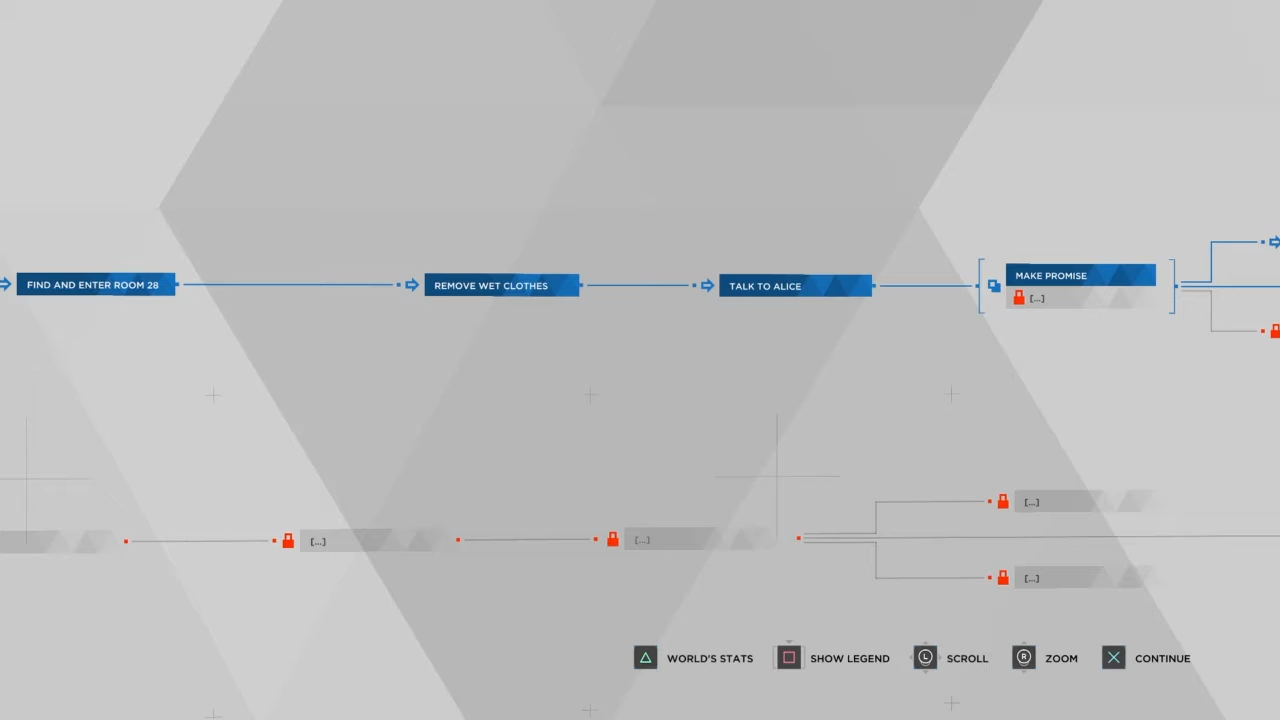 FIND AND ENTER ROOM 28
REMOVE WET CLOTHES
TALK TO ALICE
MAKE PROMISE
[...]
[...]
[...]
[...]
[...]
WORLD'S STATS
SHOW LEGEND
L
SCROLL
R
ZOOM
CONTINUE